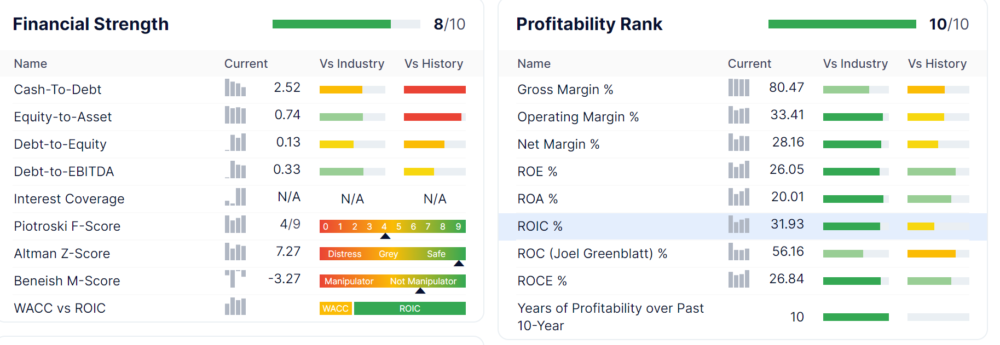 Financial Strength 8/10
Name Current Vs Industry Vs History
Cash-To-Debt 2.52
Equity-to-Asset 0.74
Debt-to-Equity 0.13
Debt-to-EBITDA 0.33
Interest Coverage N/A N/A N/A
Piotroski F-Score 4/9 0 1 2 3 4 5 6 7 8 9
Altman Z-Score 7.27 Distress Grey Safe
Beneish M-Score -3.27 Manipulator Not Manipulator
WACC vs ROIC WACC ROIC
Profitability Rank 10/10
Name Current Vs Industry Vs History
Gross Margin % 80.47
Operating Margin % 33.41
Net Margin % 28.16
ROE % 26.05
ROA % 20.01
ROIC % 31.93
ROC (Joel Greenblatt) % 56.16
ROCE % 26.84
Years of Profitability over Past
10-Year 10